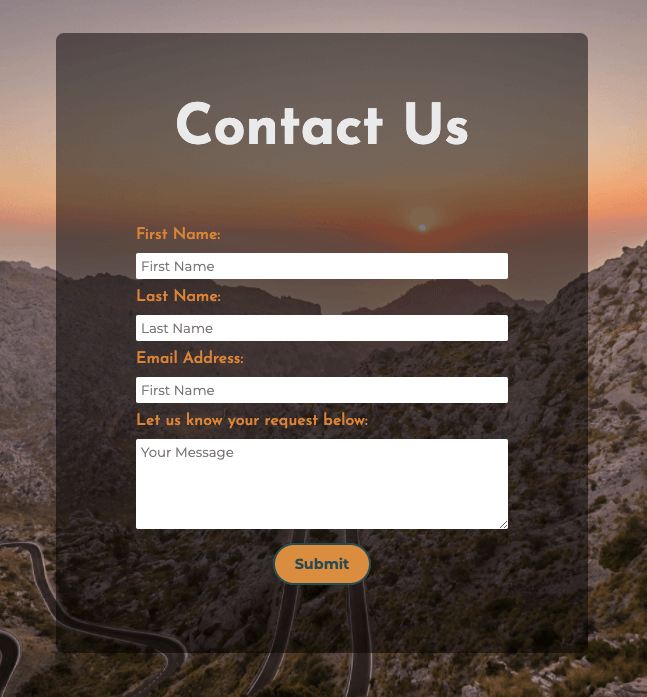 Contact Us
First Name:
First Name
Last Name:
Last Name
Email Address:
First Name
Let us know your request below:
Your Message
Submit